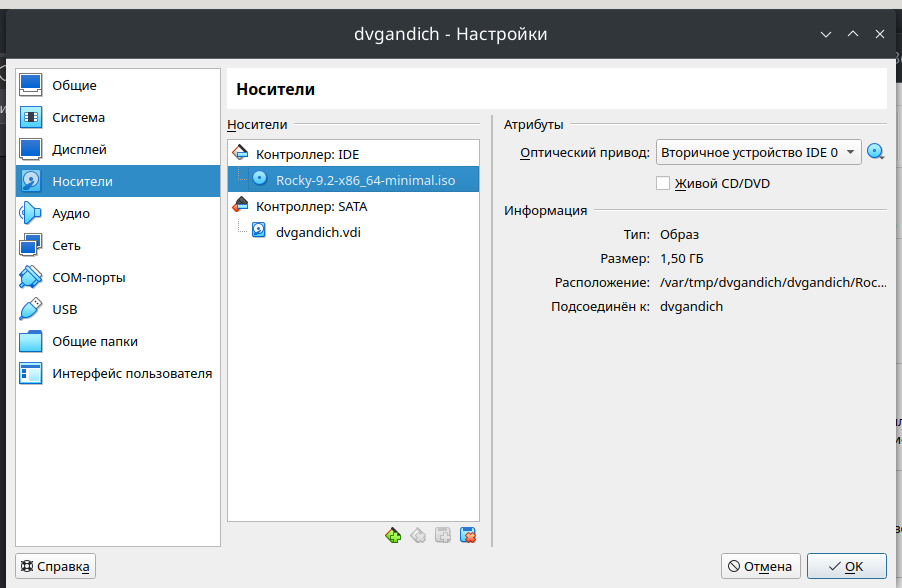 dvgandich - Настройки
Общие
Система
Дисплей
Носители
Аудио
Сеть
COM-порты
USB
Общие папки
Интерфейс пользователя
Носители
Носители
Контроллер: IDE
Rocky-9.2-x86_64-minimal.iso
Контроллер: SATA
dvgandich.vdi
Атрибуты
Оптический привод: Вторичное устройство IDE 0
Живой CD/DVD
Информация
Тип: Образ
Размер: 1,50 ГБ
Расположение: /var/tmp/dvgandich/dvgandich/Roc...
Подсоединён к: dvgandich
Справка
Отмена
OK